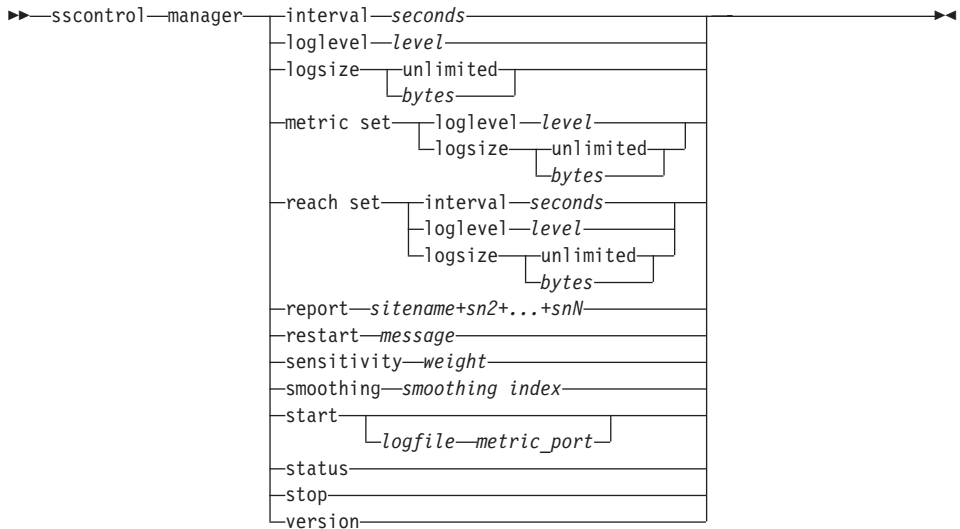 sscontrol manager interval seconds
loglevel level
logsize unlimited
bytes
metric set loglevel level
logsize unlimited
bytes
reach set interval seconds
loglevel level
logsize unlimited
bytes
report sitename+sn2+...+snN
restart message
sensitivity weight
smoothing smoothing index
start
logfile metric_port
status
stop
version